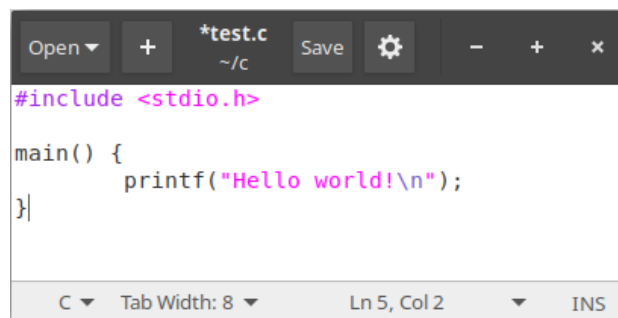 Open + *test.c Save - + ×
~/c
#include <stdio.h>
main() {
        printf("Hello world!\n");
}
C Tab Width: 8 Ln 5, Col 2 INS